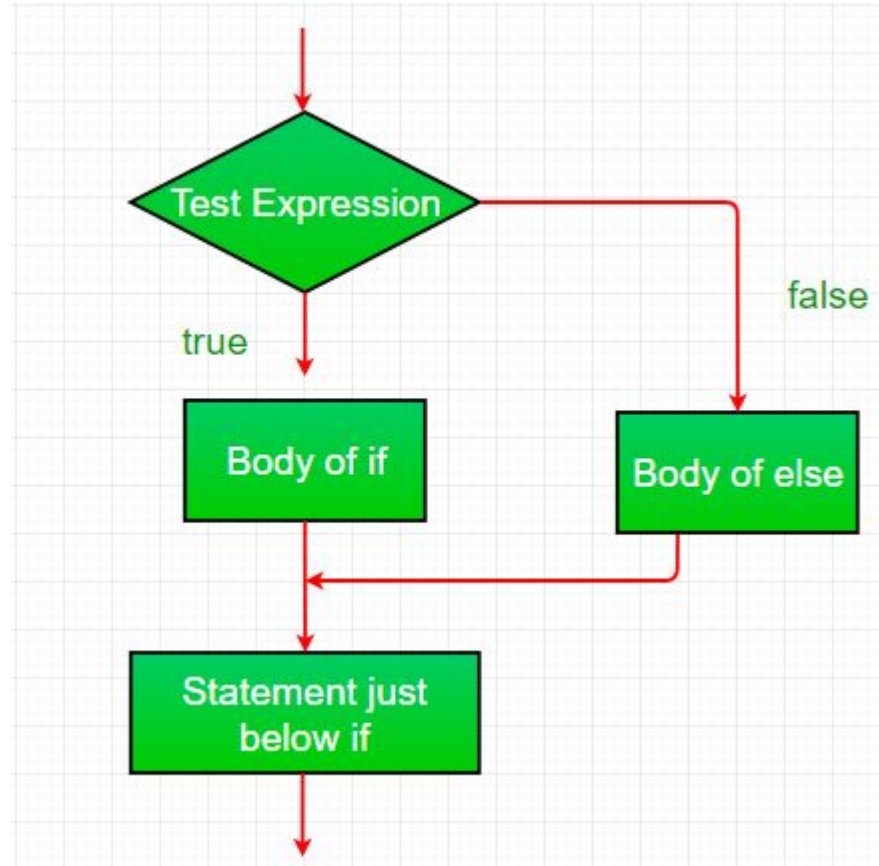 Test Expression
true
false
Body of if
Body of else
Statement just
below if